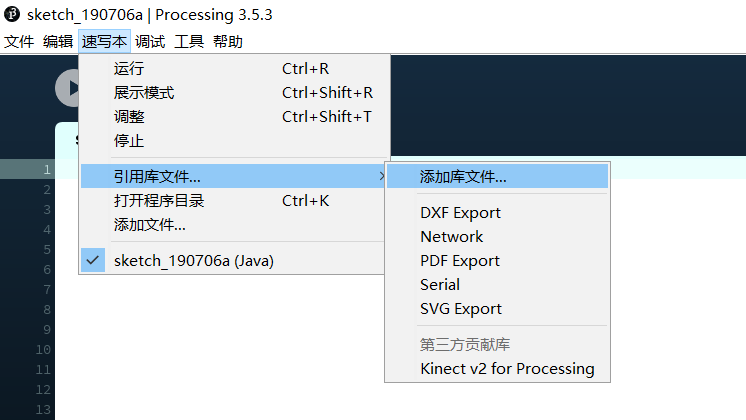 sketch_190706a | Processing 3.5.3
文件 编辑 速写本 调试 工具 帮助
运行 Ctrl+R
展示模式 Ctrl+Shift+R
调整 Ctrl+Shift+T
停止
引用库文件... >
打开程序目录 Ctrl+K
添加文件...
sketch_190706a (Java)
添加库文件...
DXF Export
Network
PDF Export
Serial
SVG Export
第三方贡献库
Kinect v2 for Processing
1
2
3
4
5
6
7
8
9
10
11
12
13